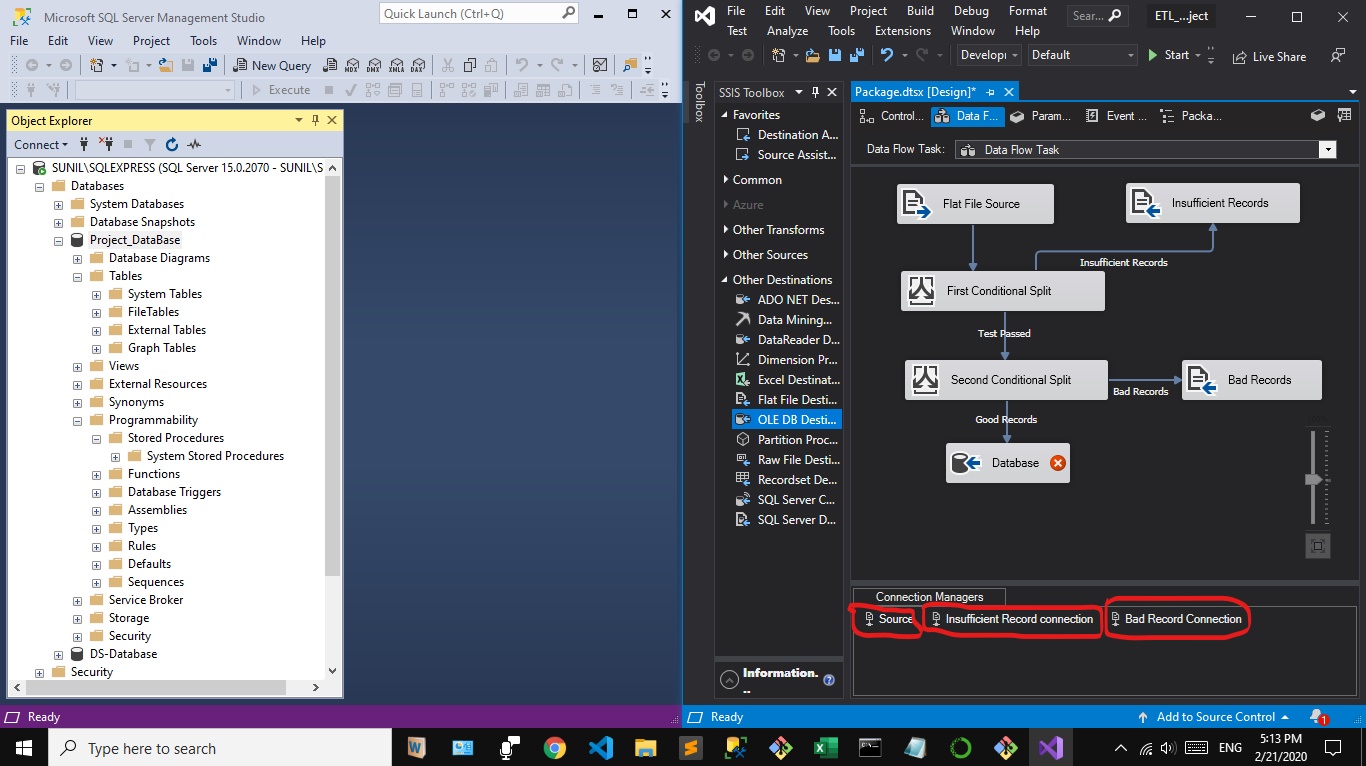 Microsoft SQL Server Management Studio
Quick Launch (Ctrl+Q)
File Edit View Project Tools Window Help
New Query
MDX DMX XMLA DAX
Execute
Object Explorer
Connect
SUNIL\SQLEXPRESS (SQL Server 15.0.2070 - SUNIL\S
Databases
System Databases
Database Snapshots
Project_DataBase
Database Diagrams
Tables
System Tables
FileTables
External Tables
Graph Tables
Views
External Resources
Synonyms
Programmability
Stored Procedures
System Stored Procedures
Functions
Database Triggers
Assemblies
Types
Rules
Defaults
Sequences
Service Broker
Storage
Security
DS-Database
Security
Ready
File Edit View Project Build Debug Format
Test Analyze Tools Extensions Window Help
Sear...
ETL_...ject
Developi
Default
Start
Live Share
Toolbox
SSIS Toolbox
Favorites
Destination A...
Source Assist...
Common
Azure
Other Transforms
Other Sources
Other Destinations
ADO NET Des...
Data Mining...
DataReader D...
Dimension Pr...
Excel Destinat...
Flat File Desti...
OLE DB Desti...
Partition Proc...
Raw File Desti...
Recordset De...
SQL Server C...
SQL Server D...
Information.
...
Package.dtsx [Design]*
Control...
Data F...
Param...
Event ...
Packa...
Data Flow Task:
Data Flow Task
Flat File Source
Insufficient Records
Insufficient Records
First Conditional Split
Test Passed
Second Conditional Split
Bad Records
Bad Records
Good Records
Database
Connection Managers
Source
Insufficient Record connection
Bad Record Connection
Ready
Add to Source Control
1
Type here to search
ENG
5:13 PM
2/21/2020